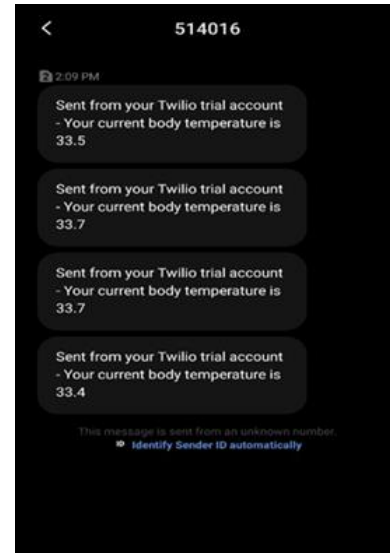 514016
2 2:09 PM
Sent from your Twilio trial account
- Your current body temperature is
33.5
Sent from your Twilio trial account
- Your current body temperature is
33.7
Sent from your Twilio trial account
- Your current body temperature is
33.7
Sent from your Twilio trial account
- Your current body temperature is
33.4
This message is sent from an unknown number.
ID Identify Sender ID automatically